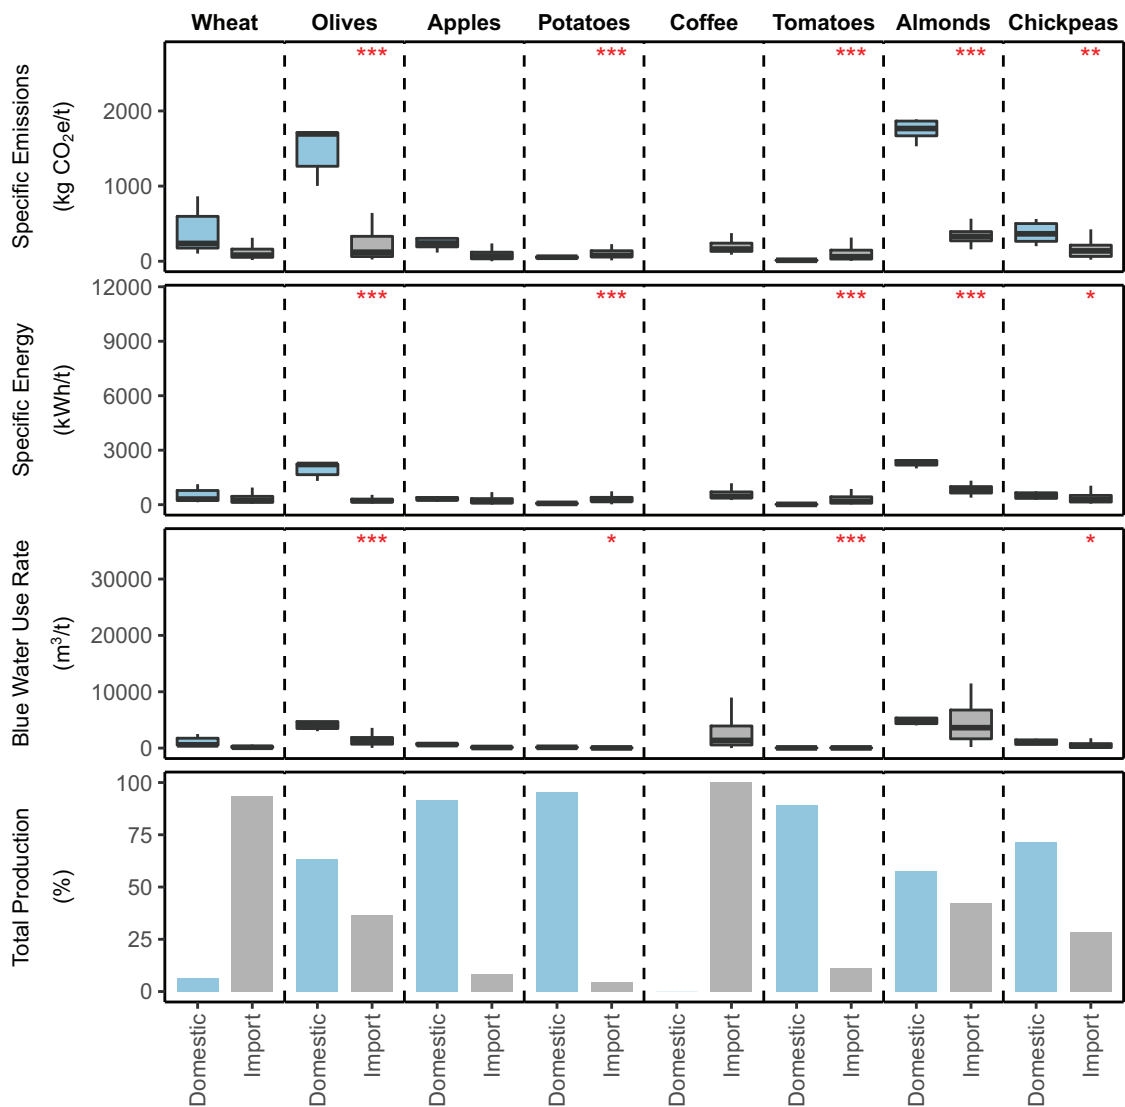 Wheat Olives Apples Potatoes Coffee Tomatoes Almonds Chickpeas
Specific Emissions
(kg CO₂e/t)
*** *** *** *** **
2000
1000
0
Specific Energy
(kWh/t)
*** *** *** *** *
12000
9000
6000
3000
0
Blue Water Use Rate
(m³/t)
*** * *** *
30000
20000
10000
0
Total Production
(%)
100
75
50
25
0
Domestic Import Domestic Import Domestic Import Domestic Import Domestic Import Domestic Import Domestic Import Domestic Import